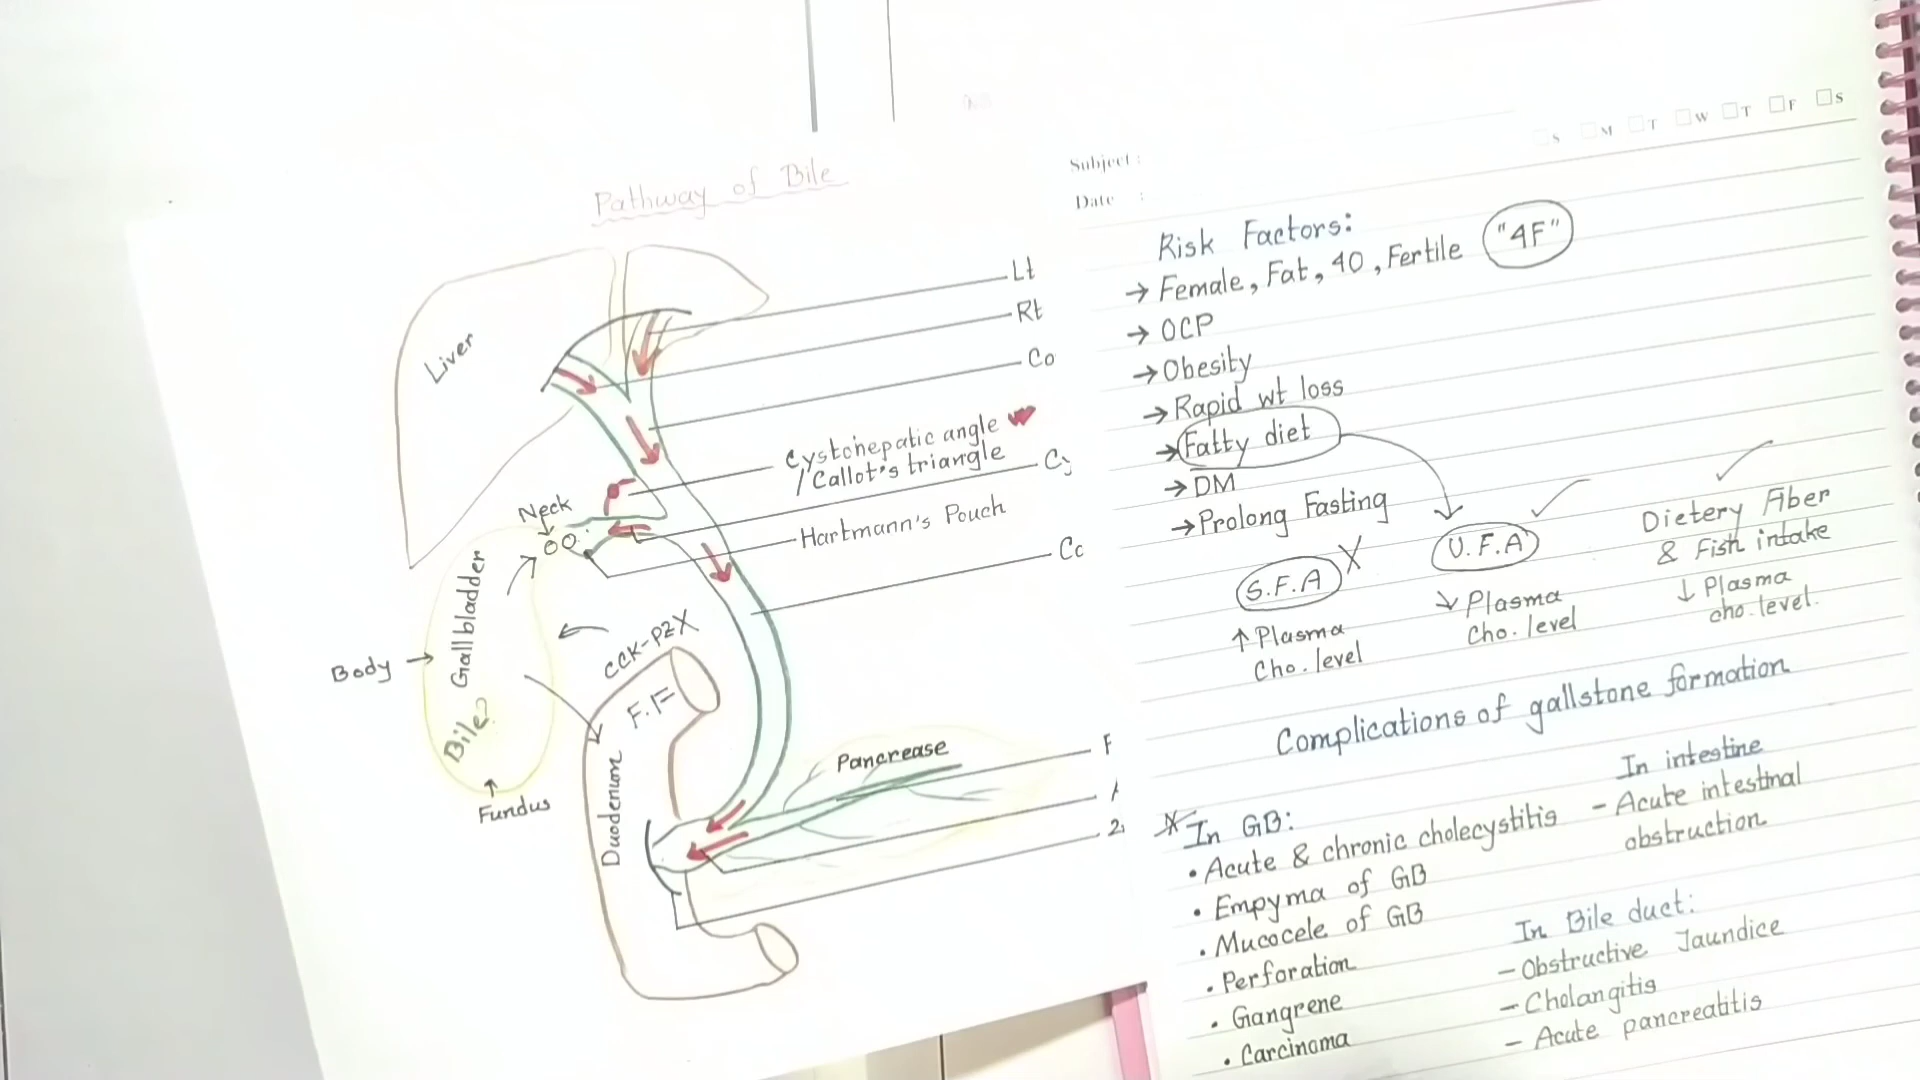 Pathway of Bile
Lt
Rt
Co
Liver
Cystohepatic angle
/Callot's triangle
Cy
Neck
Hartmann's Pouch
Co
Gallbladder
Body
Bile?
Fundus
CCK-PZX
F.F
Duodenum
Pancrease
Subject :
Date :
S M T W T F S
Risk Factors:
→ Female, Fat, 40, Fertile "4F"
→ OCP
→ Obesity
→ Rapid wt loss
→ Fatty diet
→ DM
→ Prolong Fasting
S.F.A X
↑ Plasma
Cho. level
U.F.A
↓ Plasma
Cho. level
Dietery Fiber
& Fish intake
↓ Plasma
cho. level.
Complications of gallstone formation
In GB:
• Acute & chronic cholecystitis
• Empyma of GB
• Mucocele of GB
• Perforation
• Gangrene
• Carcinoma
In intestine
- Acute intestinal
obstruction
In Bile duct:
- Obstructive Jaundice
- Cholangitis
- Acute pancreatitis